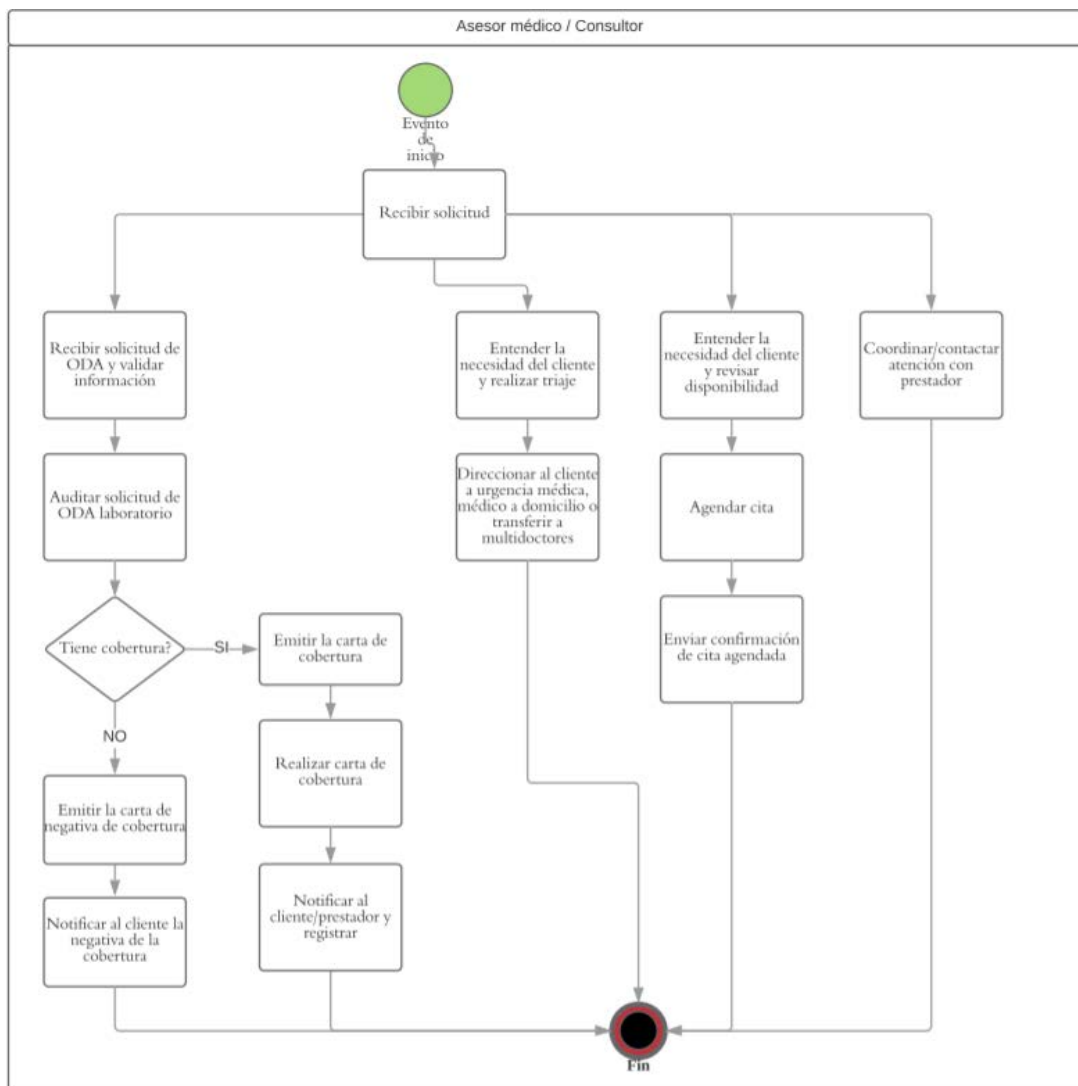 Asesor médico / Consultor
Evento
de
inicio
Recibir solicitud
Recibir solicitud de
ODA y validar
información
Entender la
necesidad del cliente
y realizar triaje
Entender la
necesidad del cliente
y revisar
disponibilidad
Coordinar/contactar
atención con
prestador
Auditar solicitud de
ODA laboratorio
Direccionar al cliente
a urgencia médica,
médico a domicilio o
transferir a
multidoctores
Agendar cita
Tiene cobertura?
SI
Emitir la carta de
cobertura
Enviar confirmación
de cita agendada
NO
Realizar carta de
cobertura
Emitir la carta de
negativa de cobertura
Notificar al cliente la
negativa de la
cobertura
Notificar al
cliente/prestador y
registrar
Fin